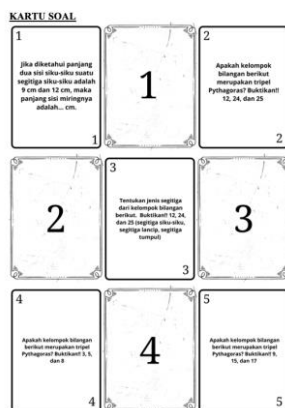 KARTU SOAL
1
Jika diketahui panjang
dua sisi siku-siku suatu
segitiga siku-siku adalah
9 cm dan 12 cm, maka
panjang sisi miringnya
adalah... cm.
1
1
2
Apakah kelompok
bilangan berikut
merupakan tripel
Pythagoras? Buktikan!!
12, 24, dan 25
2
2
3
Tentukan jenis segitiga
dari kelompok bilangan
berikut. Buktikan!! 12, 24,
dan 25 (segitiga siku-siku,
segitiga lancip, segitiga
tumpul)
3
3
4
Apakah kelompok bilangan
berikut merupakan tripel
Pythagoras? Buktikan!! 3, 5,
dan 8
4
4
5
Apakah kelompok bilangan
berikut merupakan tripel
Pythagoras? Buktikan!! 9,
15, dan 17
5